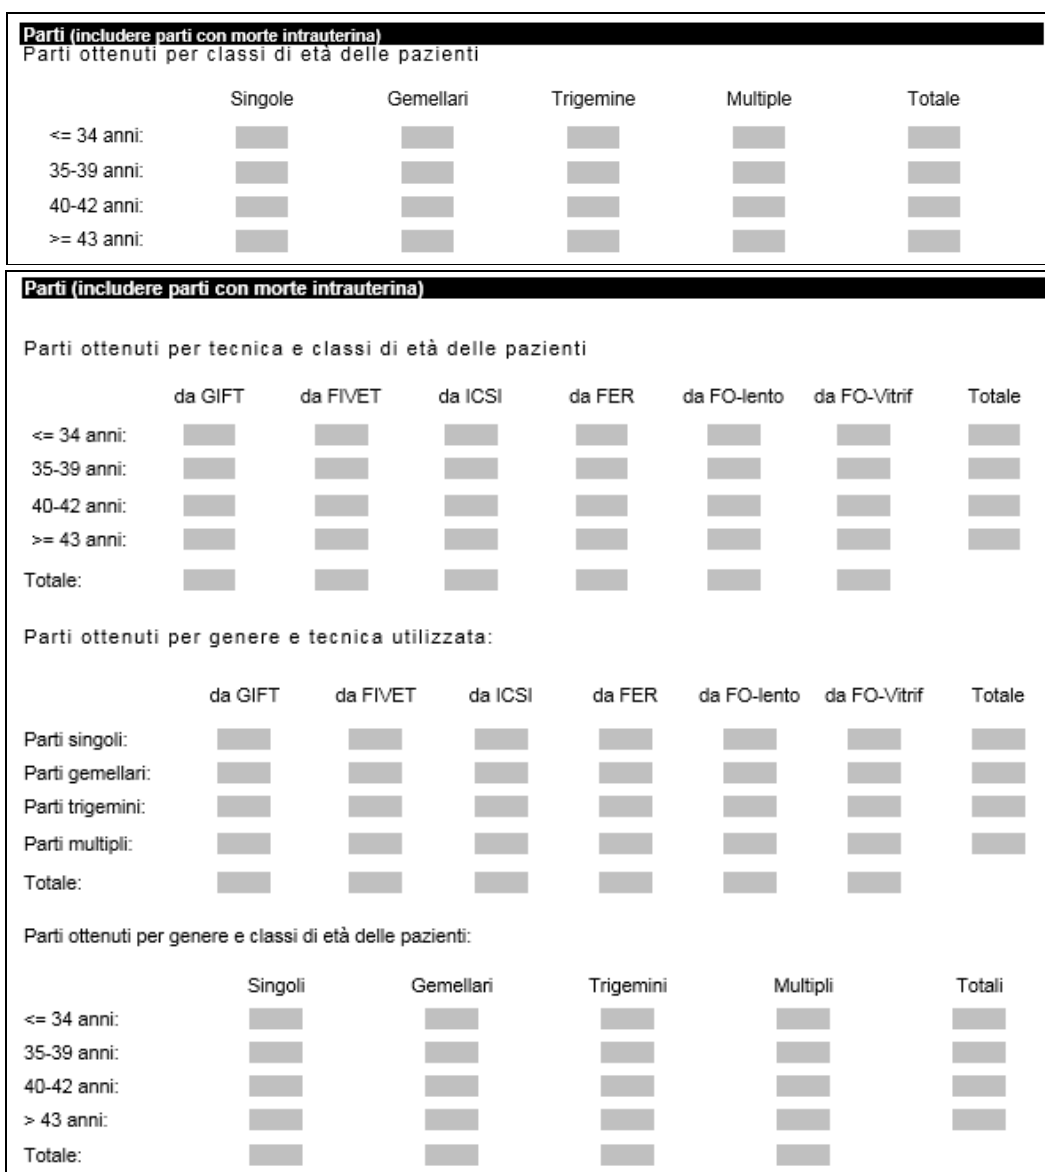 Parti (includere parti con morte intrauterina)
Parti ottenuti per classi di età delle pazienti
Singole Gemellari Trigemine Multiple Totale
<= 34 anni:
35-39 anni:
40-42 anni:
>= 43 anni:
Parti (includere parti con morte intrauterina)
Parti ottenuti per tecnica e classi di età delle pazienti
da GIFT da FIVET da ICSI da FER da FO-lento da FO-Vitrif Totale
<= 34 anni:
35-39 anni:
40-42 anni:
>= 43 anni:
Totale:
Parti ottenuti per genere e tecnica utilizzata:
da GIFT da FIVET da ICSI da FER da FO-lento da FO-Vitrif Totale
Parti singoli:
Parti gemellari:
Parti trigemini:
Parti multipli:
Totale:
Parti ottenuti per genere e classi di età delle pazienti:
Singoli Gemellari Trigemini Multipli Totali
<= 34 anni:
35-39 anni:
40-42 anni:
> 43 anni:
Totale: